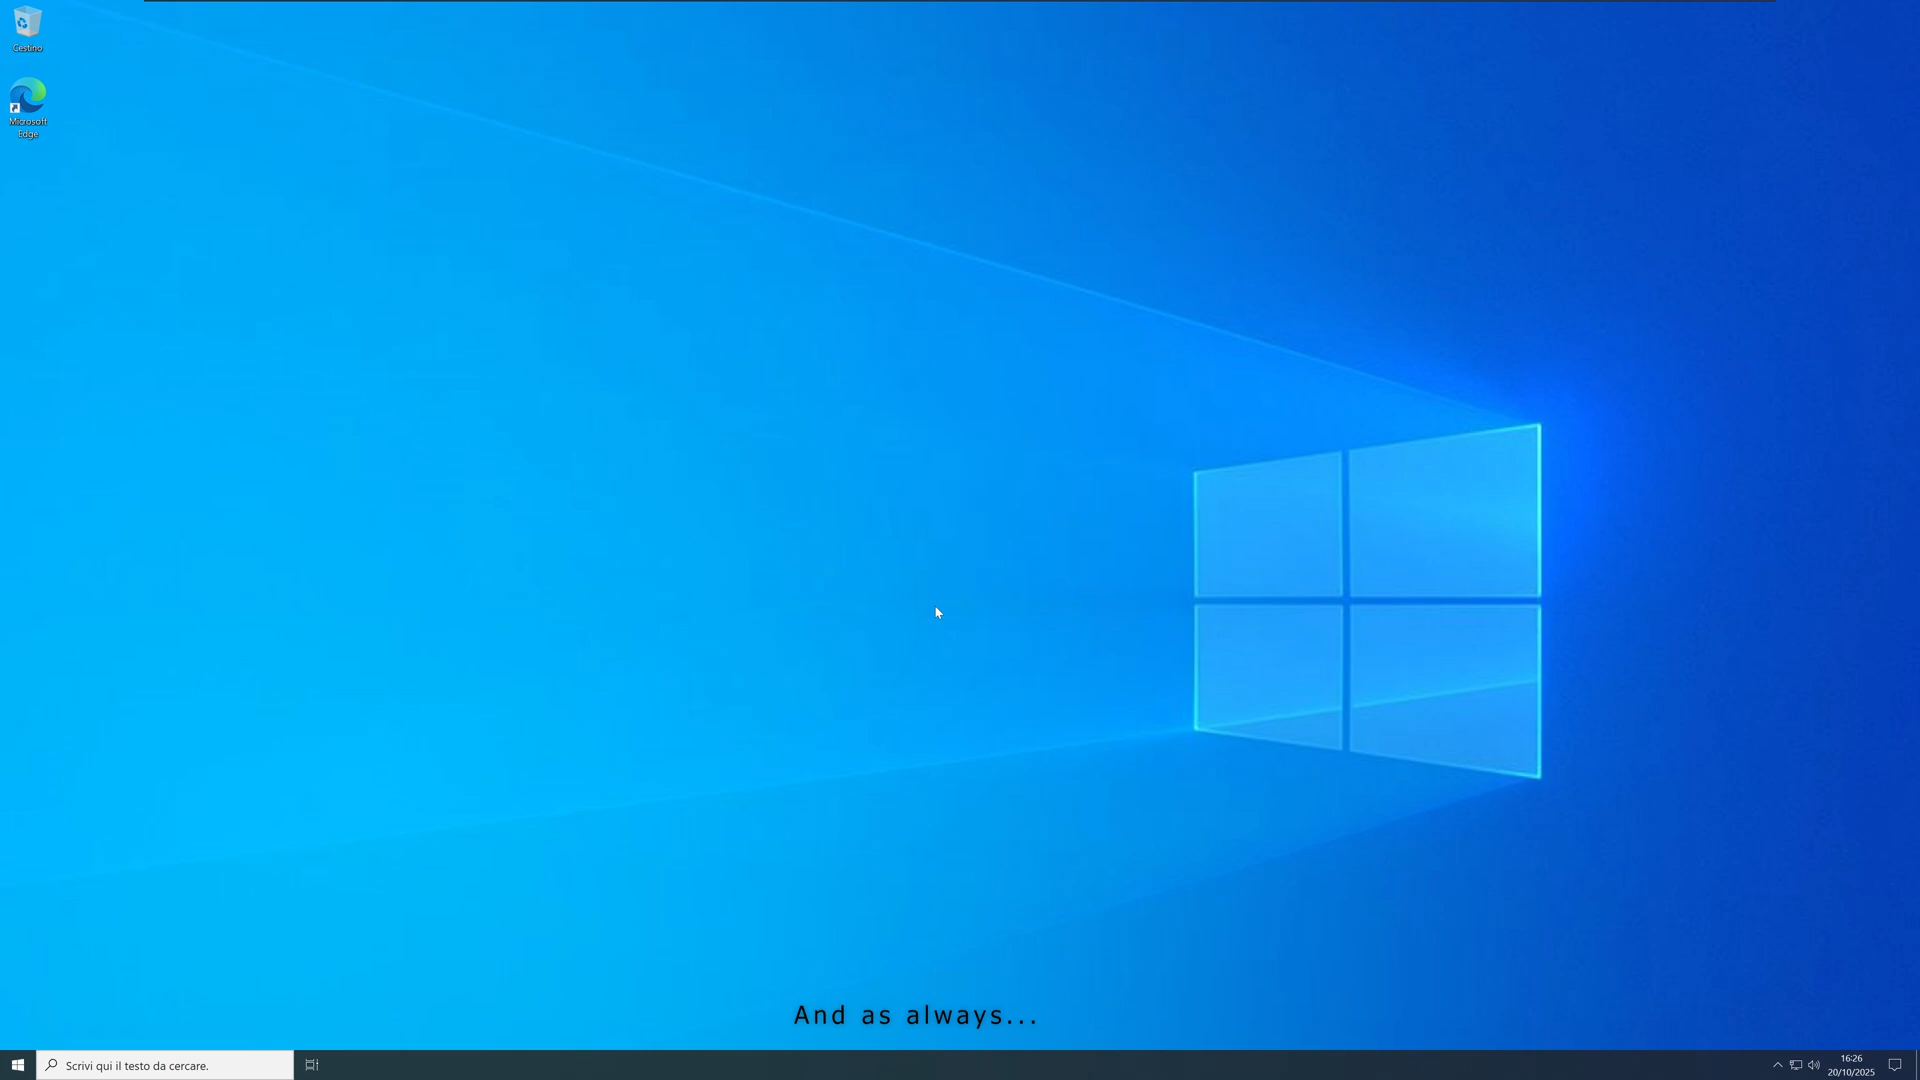 Cestino
Microsoft
Edge
And as always...
Scrivi qui il testo da cercare.
16:26
20/10/2025